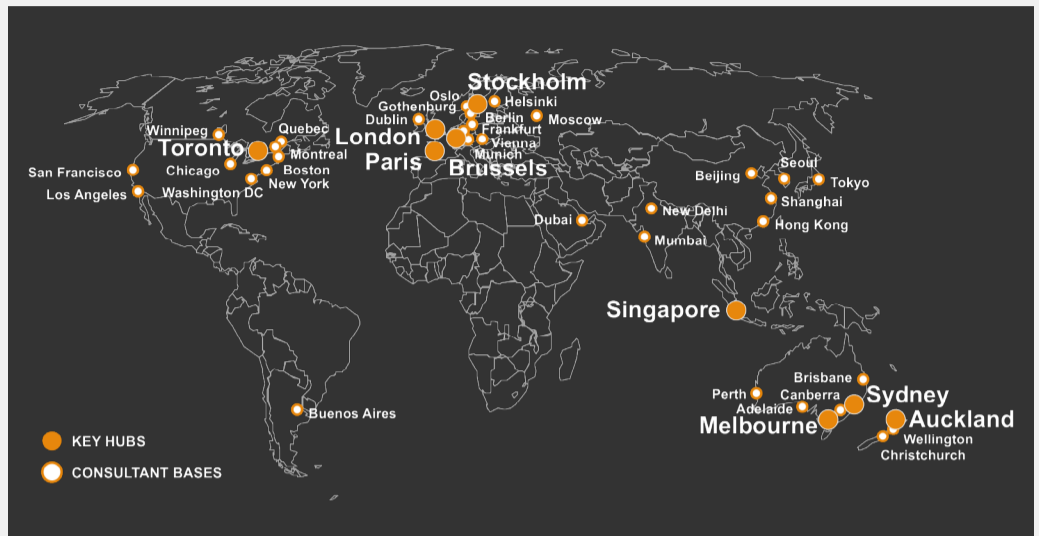 Stockholm
Oslo
Helsinki
Gothenburg
Dublin
Berlin
Moscow
Winnipeg
Quebec
London
Frankfurt
Toronto
Vienna
Montreal
Munich
Paris
Brussels
Seoul
San Francisco
Chicago
Boston
Beijing
Tokyo
New York
Los Angeles
Washington DC
Shanghai
New Delhi
Dubai
Hong Kong
Mumbai
Singapore
Brisbane
Perth
Canberra
Sydney
Adelaide
Buenos Aires
Melbourne
Auckland
KEY HUBS
Wellington
Christchurch
CONSULTANT BASES